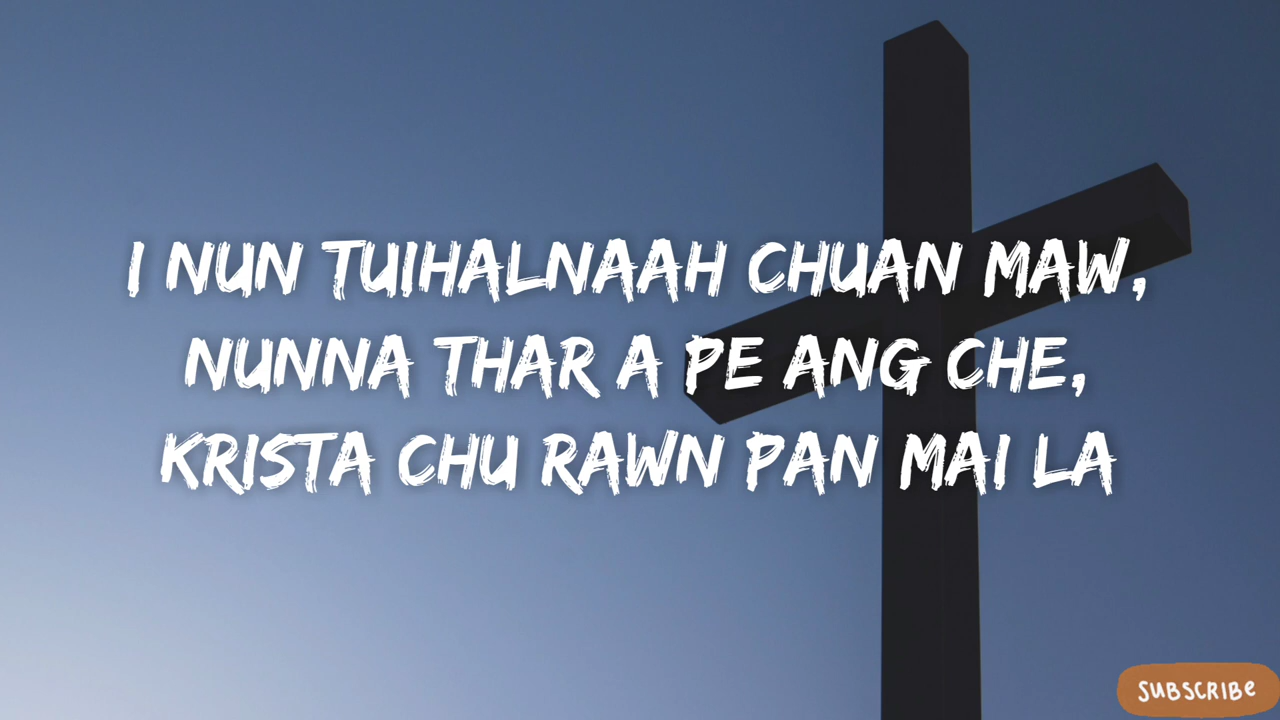 I NUN TUIHALNAAH CHUAN MAW,
NUNNA THAR A PE ANG CHE,
KRISTA CHU RAWN PAN MAI LA
SUBSCRIBE